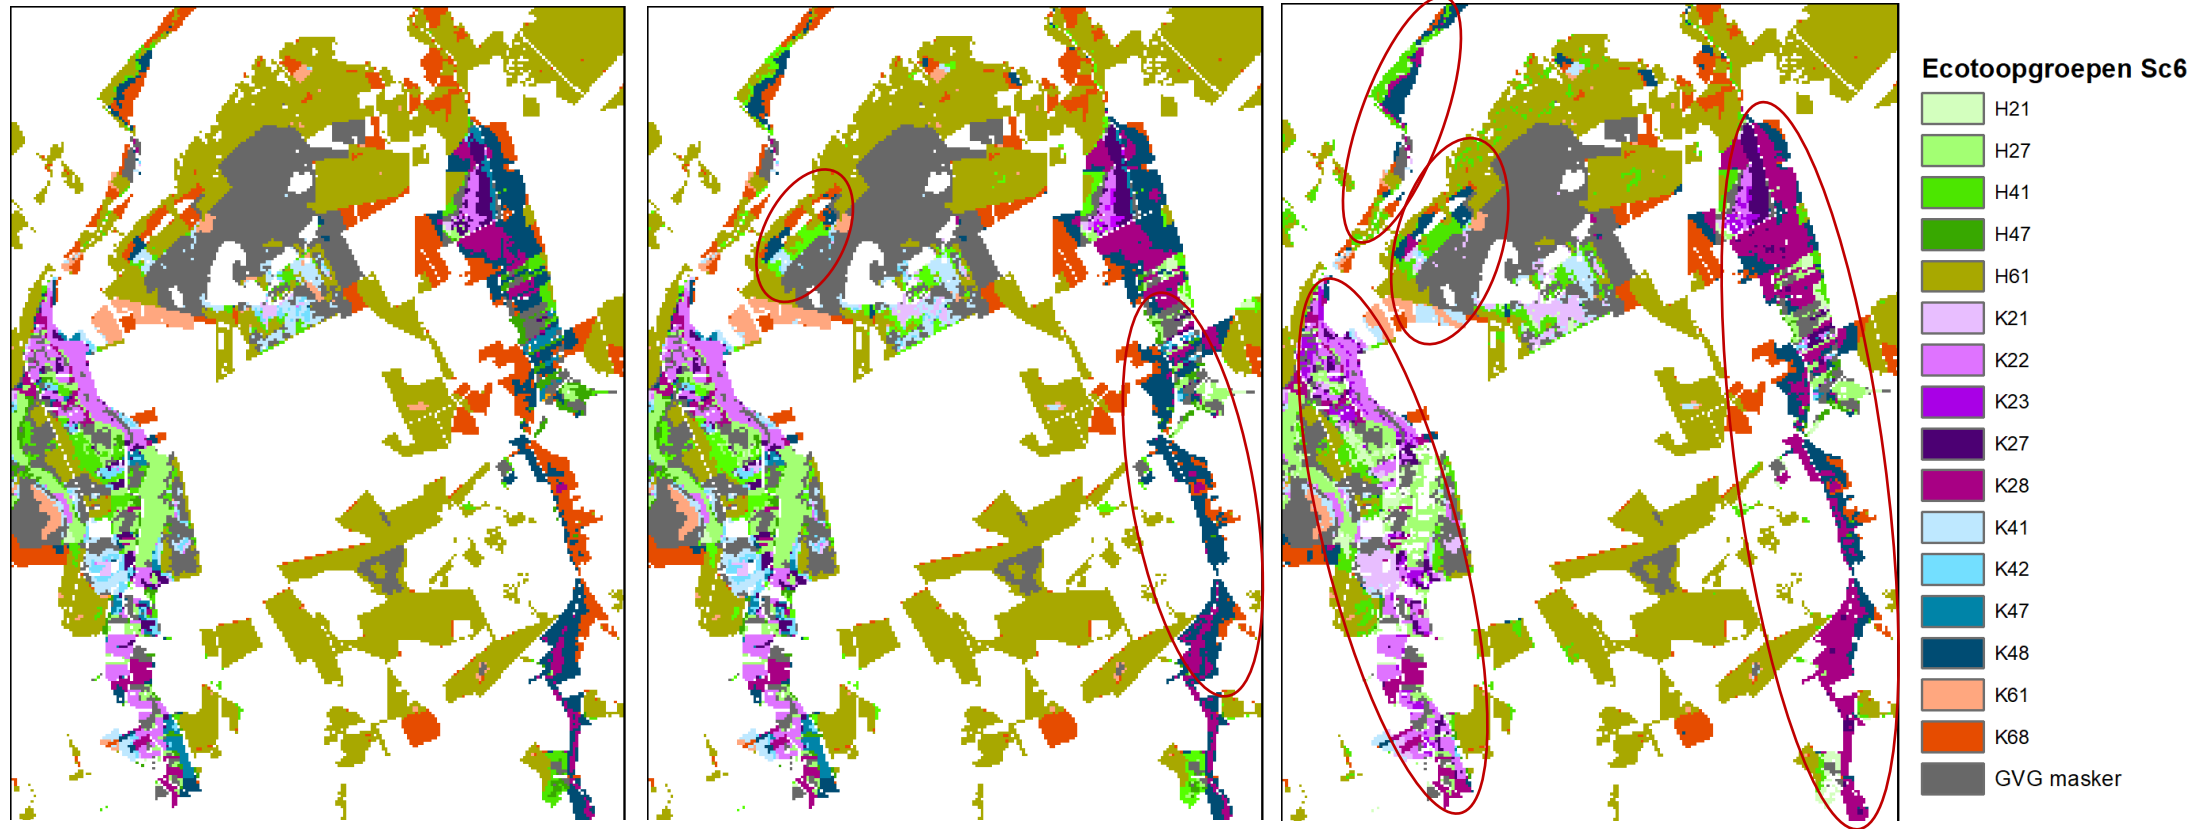 Ecotoopgroepen Sc6
H21
H27
H41
H47
H61
K21
K22
K23
K27
K28
K41
K42
K47
K48
K61
K68
GVG masker